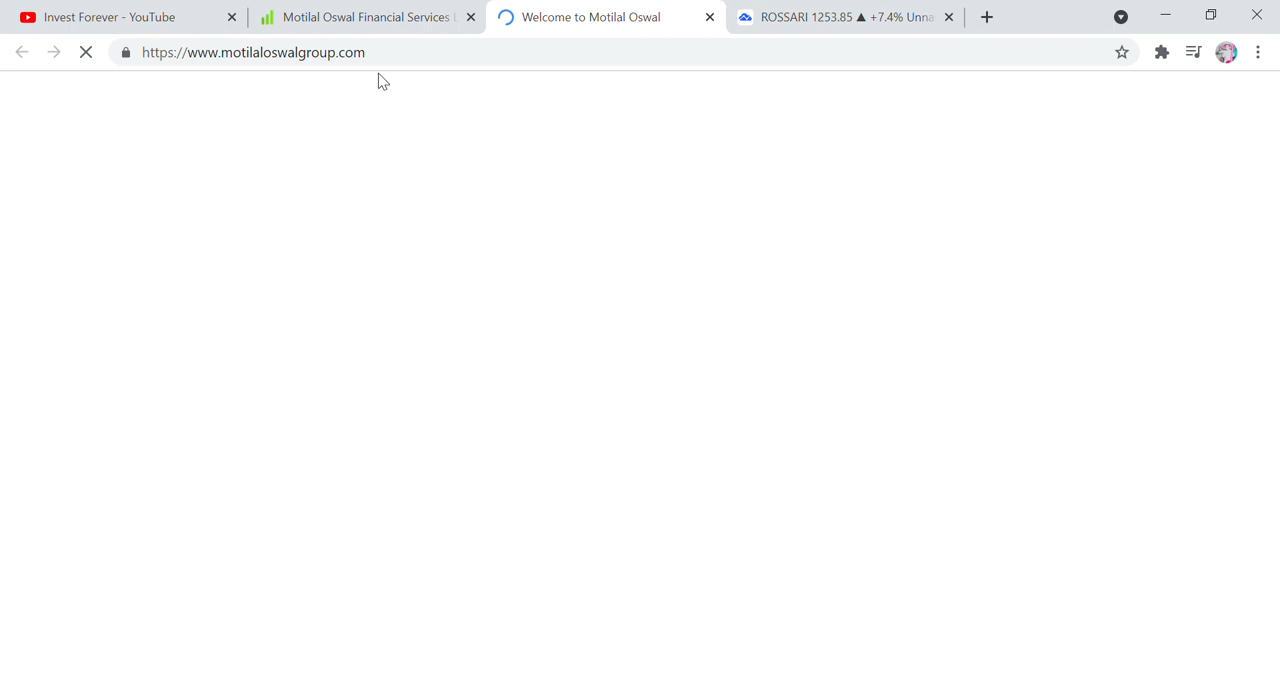 Invest Forever - YouTube
Motilal Oswal Financial Services
Welcome to Motilal Oswal
ROSSARI 1253.85 ▲ +7.4% Unna
https://www.motilaloswalgroup.com